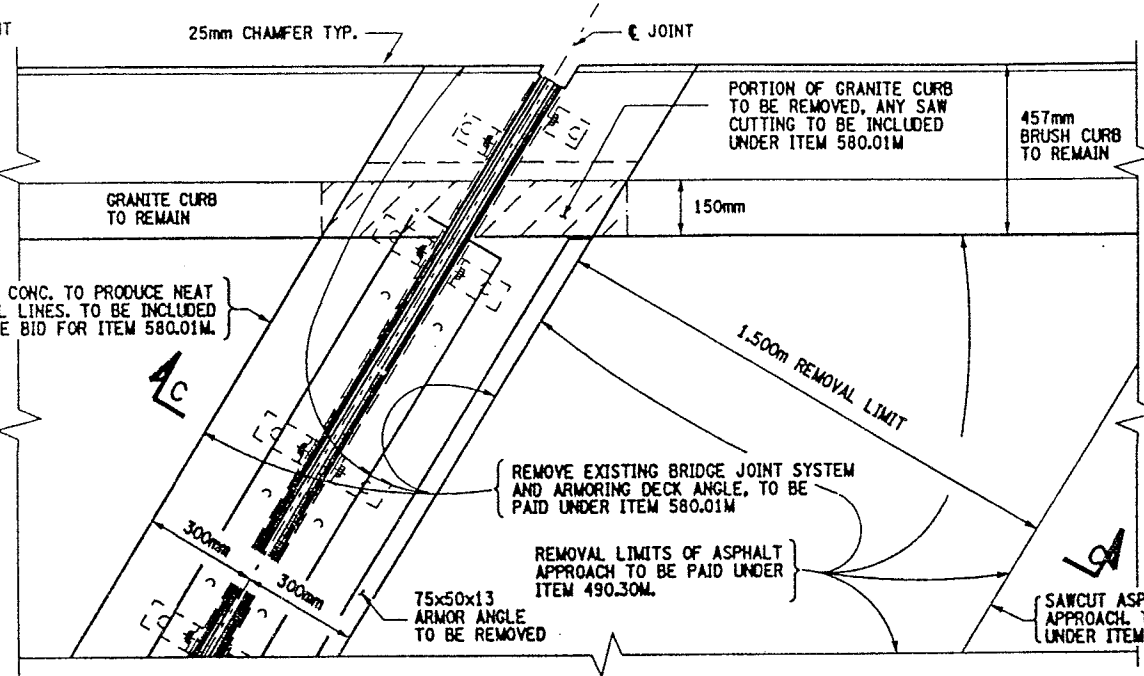 25mm CHAMFER TYP.
℄ JOINT
PORTION OF GRANITE CURB
TO BE REMOVED, ANY SAW
CUTTING TO BE INCLUDED
UNDER ITEM 580.01M
457mm
BRUSH CURB
TO REMAIN
GRANITE CURB
TO REMAIN
150mm
CONC. TO PRODUCE NEAT
LINES. TO BE INCLUDED
BID FOR ITEM 580.01M.
1.500m REMOVAL LIMIT
C
REMOVE EXISTING BRIDGE JOINT SYSTEM
AND ARMORING DECK ANGLE, TO BE
PAID UNDER ITEM 580.01M
300mm
300mm
REMOVAL LIMITS OF ASPHALT
APPROACH TO BE PAID UNDER
ITEM 490.30M.
C
75x50x13
ARMOR ANGLE
TO BE REMOVED
SAWCUT
APPROACH.
UNDER ITEM